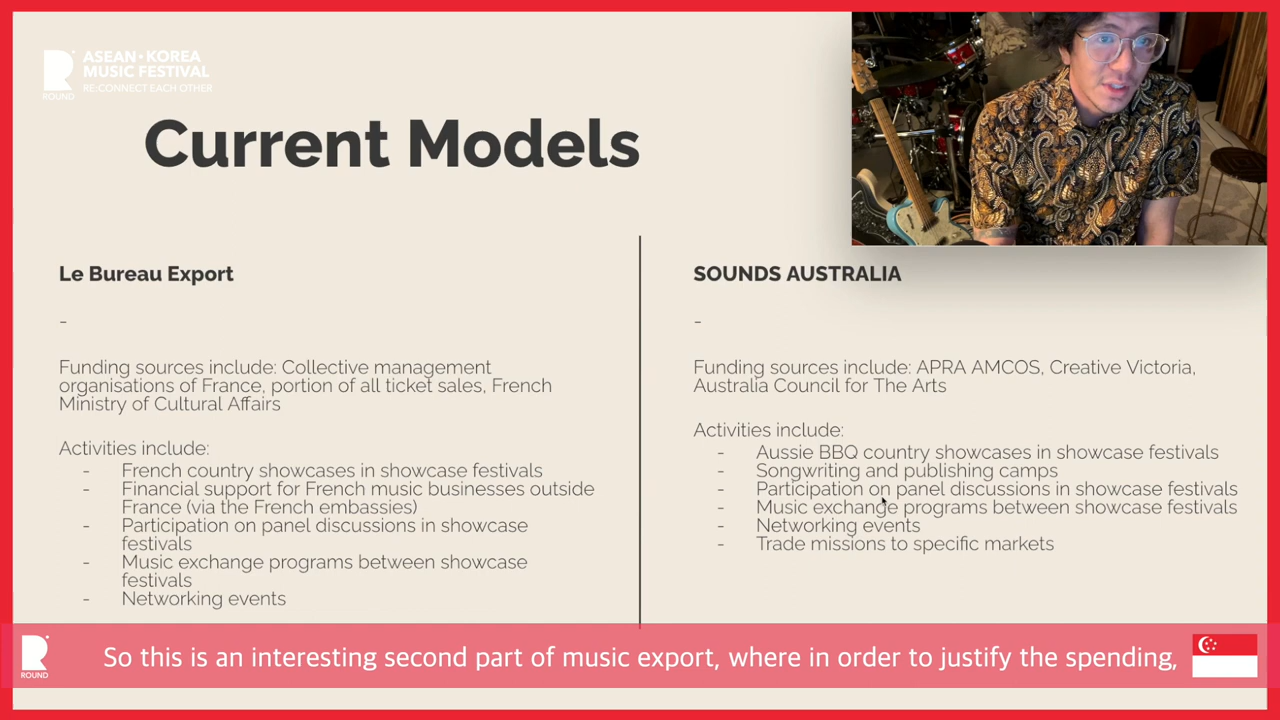 ASEAN•KOREA
MUSIC FESTIVAL
RE:CONNECT EACH OTHER
ROUND
Current Models
Le Bureau Export
-
Funding sources include: Collective management
organisations of France, portion of all ticket sales, French
Ministry of Cultural Affairs
Activities include:
- French country showcases in showcase festivals
- Financial support for French music businesses outside
France (via the French embassies)
- Participation on panel discussions in showcase
festivals
- Music exchange programs between showcase
festivals
- Networking events
SOUNDS AUSTRALIA
-
Funding sources include: APRA AMCOS, Creative Victoria,
Australia Council for The Arts
Activities include:
- Aussie BBQ country showcases in showcase festivals
- Songwriting and publishing camps
- Participation on panel discussions in showcase festivals
- Music exchange programs between showcase festivals
- Networking events
- Trade missions to specific markets
ROUND
So this is an interesting second part of music export, where in order to justify the spending,